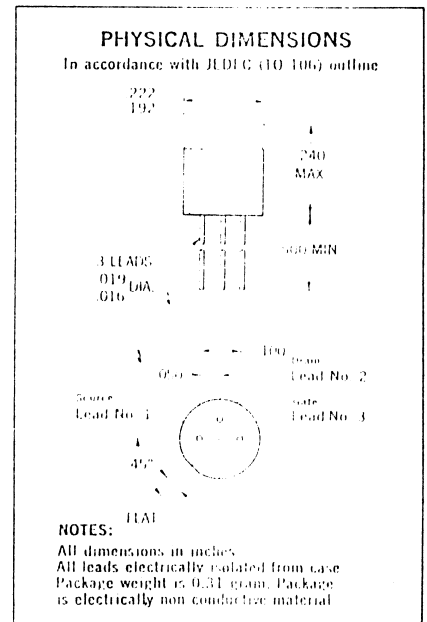 PHYSICAL DIMENSIONS
In accordance with JEDEC (TO-106) outline
.222
.192
.240
MAX
.500 MIN
3 LEADS
.019
.016
DIA.
.100
.050
Drain
Lead No. 2
Source
Lead No. 1
Gate
Lead No. 3
45°
FLAT
NOTES:
All dimensions in inches
All leads electrically isolated from case
Package weight is 0.31 gram. Package
is electrically non conductive material